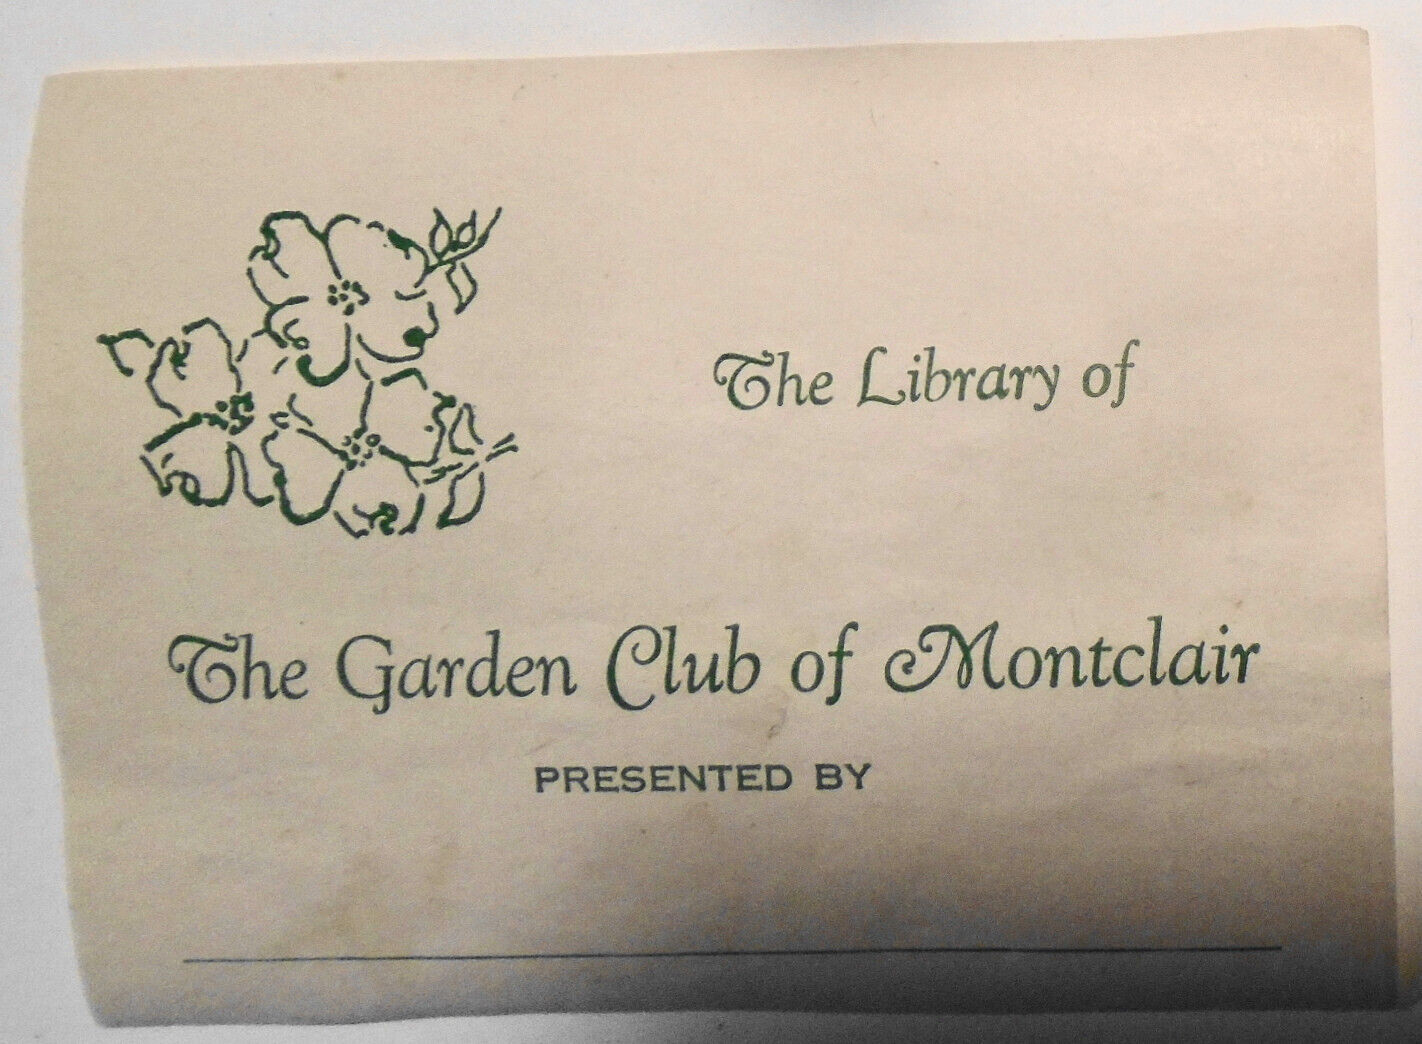 The Library of
The Garden Club of Montclair
PRESENTED BY